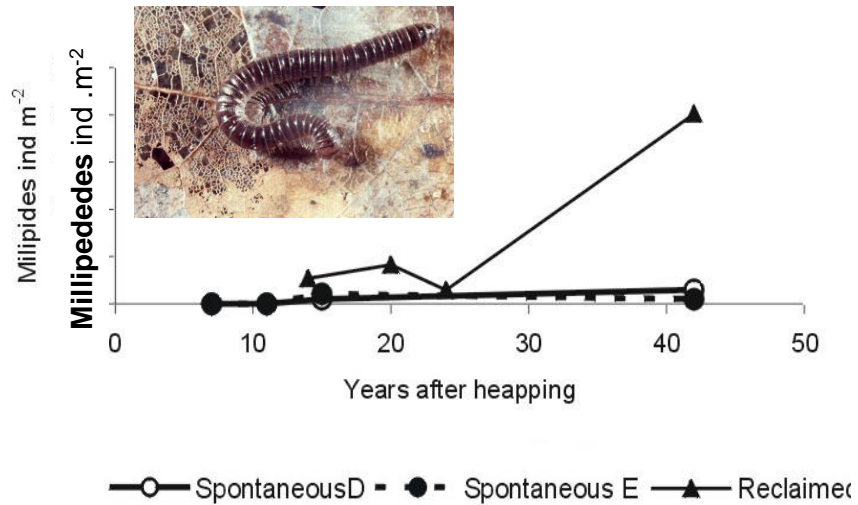 Milipides ind m⁻²
Millipededes ind .m⁻²
0 10 20 30 40 50
Years after heapping
SpontaneousD Spontaneous E Reclaimed